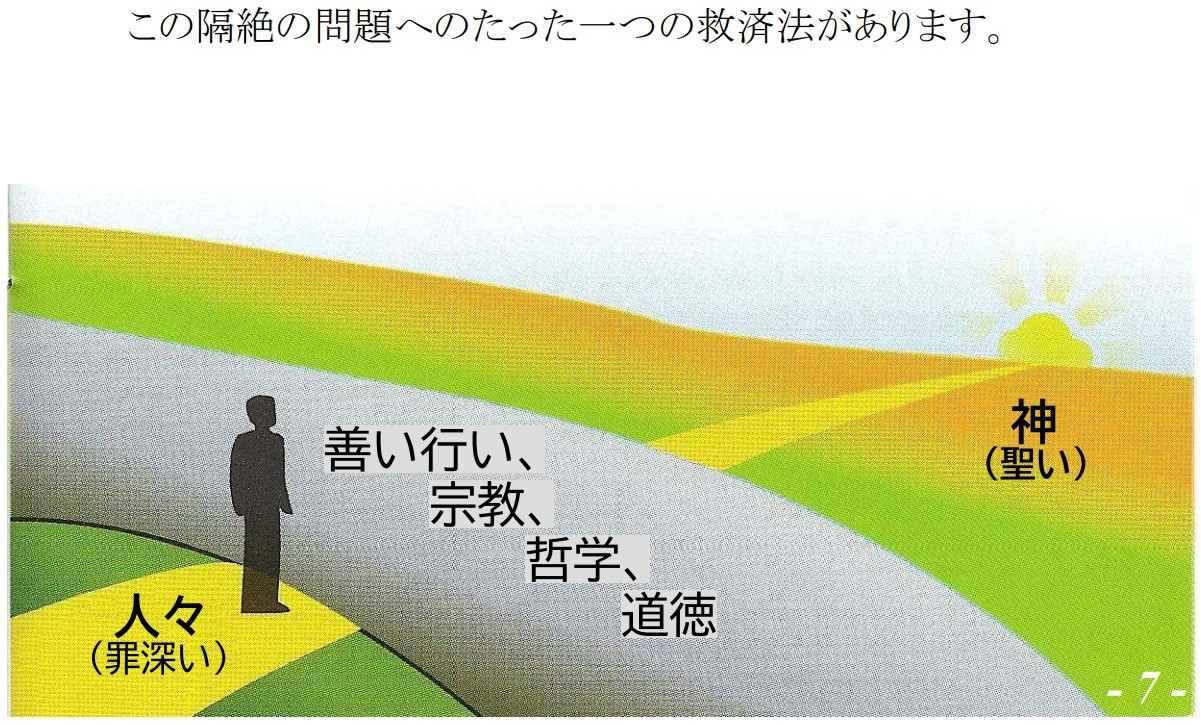 この隔絶の問題へのたった一つの救済法があります。
神
（聖い）
善い行い、
宗教、
哲学、
道徳
人々
（罪深い）
- 7 -